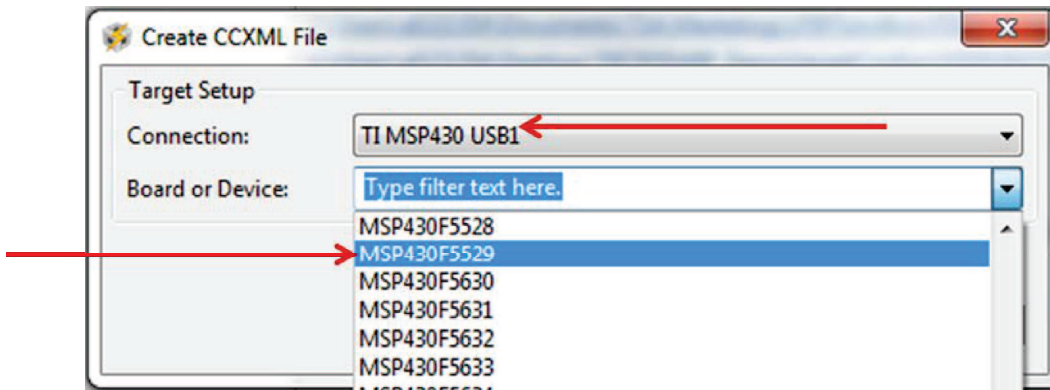 Create CCXML File
Target Setup
Connection:
TI MSP430 USB1
Board or Device:
Type filter text here.
MSP430F5528
MSP430F5529
MSP430F5630
MSP430F5631
MSP430F5632
MSP430F5633